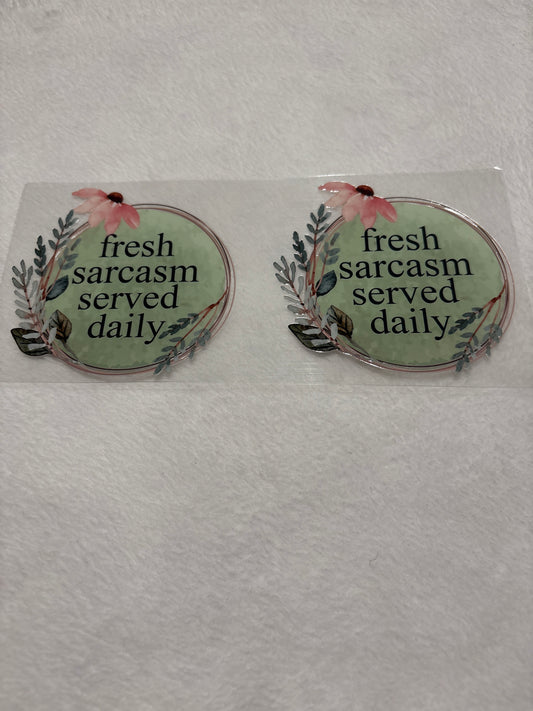 fresh
sarcasm
served
daily
fresh
sarcasm
served
daily